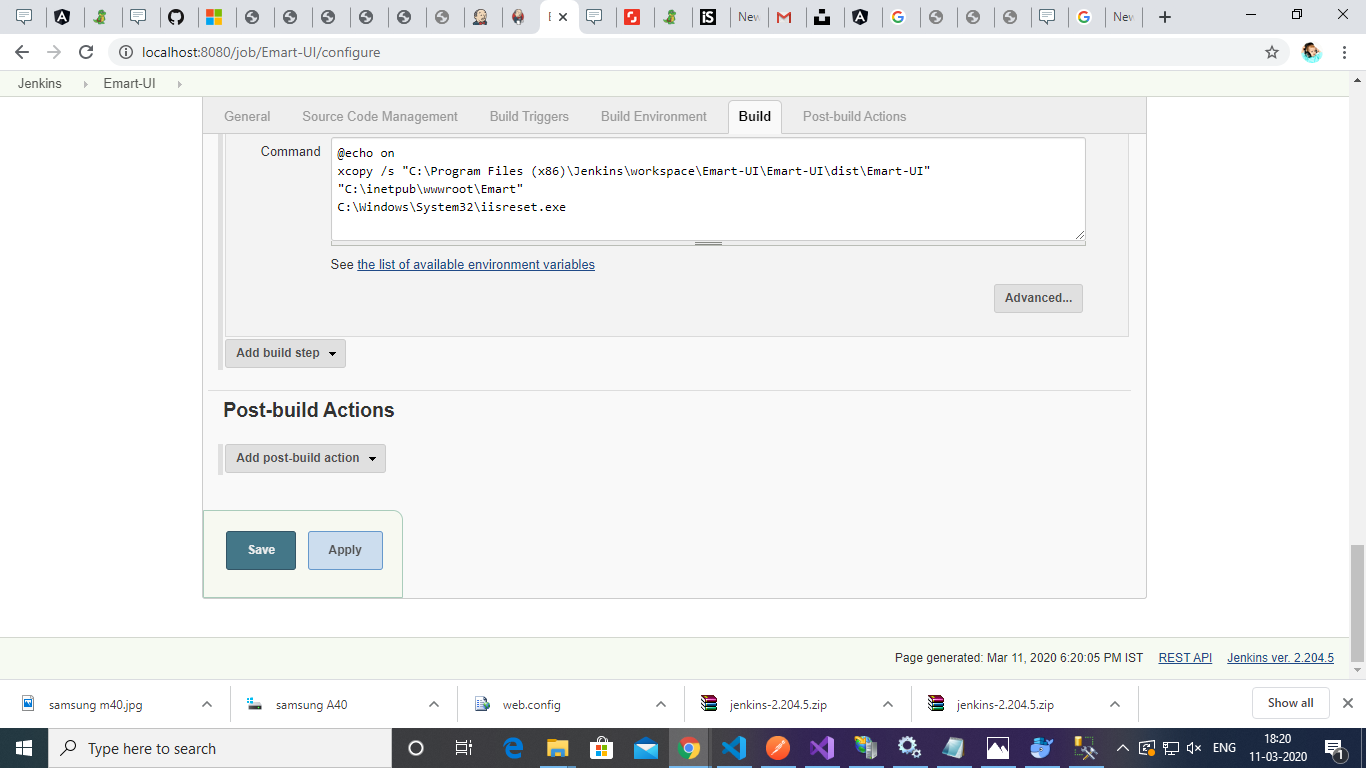 E
New
New
localhost:8080/job/Emart-UI/configure
Jenkins Emart-UI
General Source Code Management Build Triggers Build Environment Build Post-build Actions
Command
@echo on
xcopy /s "C:\Program Files (x86)\Jenkins\workspace\Emart-UI\Emart-UI\dist\Emart-UI"
"C:\inetpub\wwwroot\Emart"
C:\Windows\System32\iisreset.exe
See the list of available environment variables
Advanced...
Add build step
Post-build Actions
Add post-build action
Save Apply
Page generated: Mar 11, 2020 6:20:05 PM IST REST API Jenkins ver. 2.204.5
samsung m40.jpg samsung A40 web.config jenkins-2.204.5.zip jenkins-2.204.5.zip Show all
Type here to search
ENG
18:20
11-03-2020
1